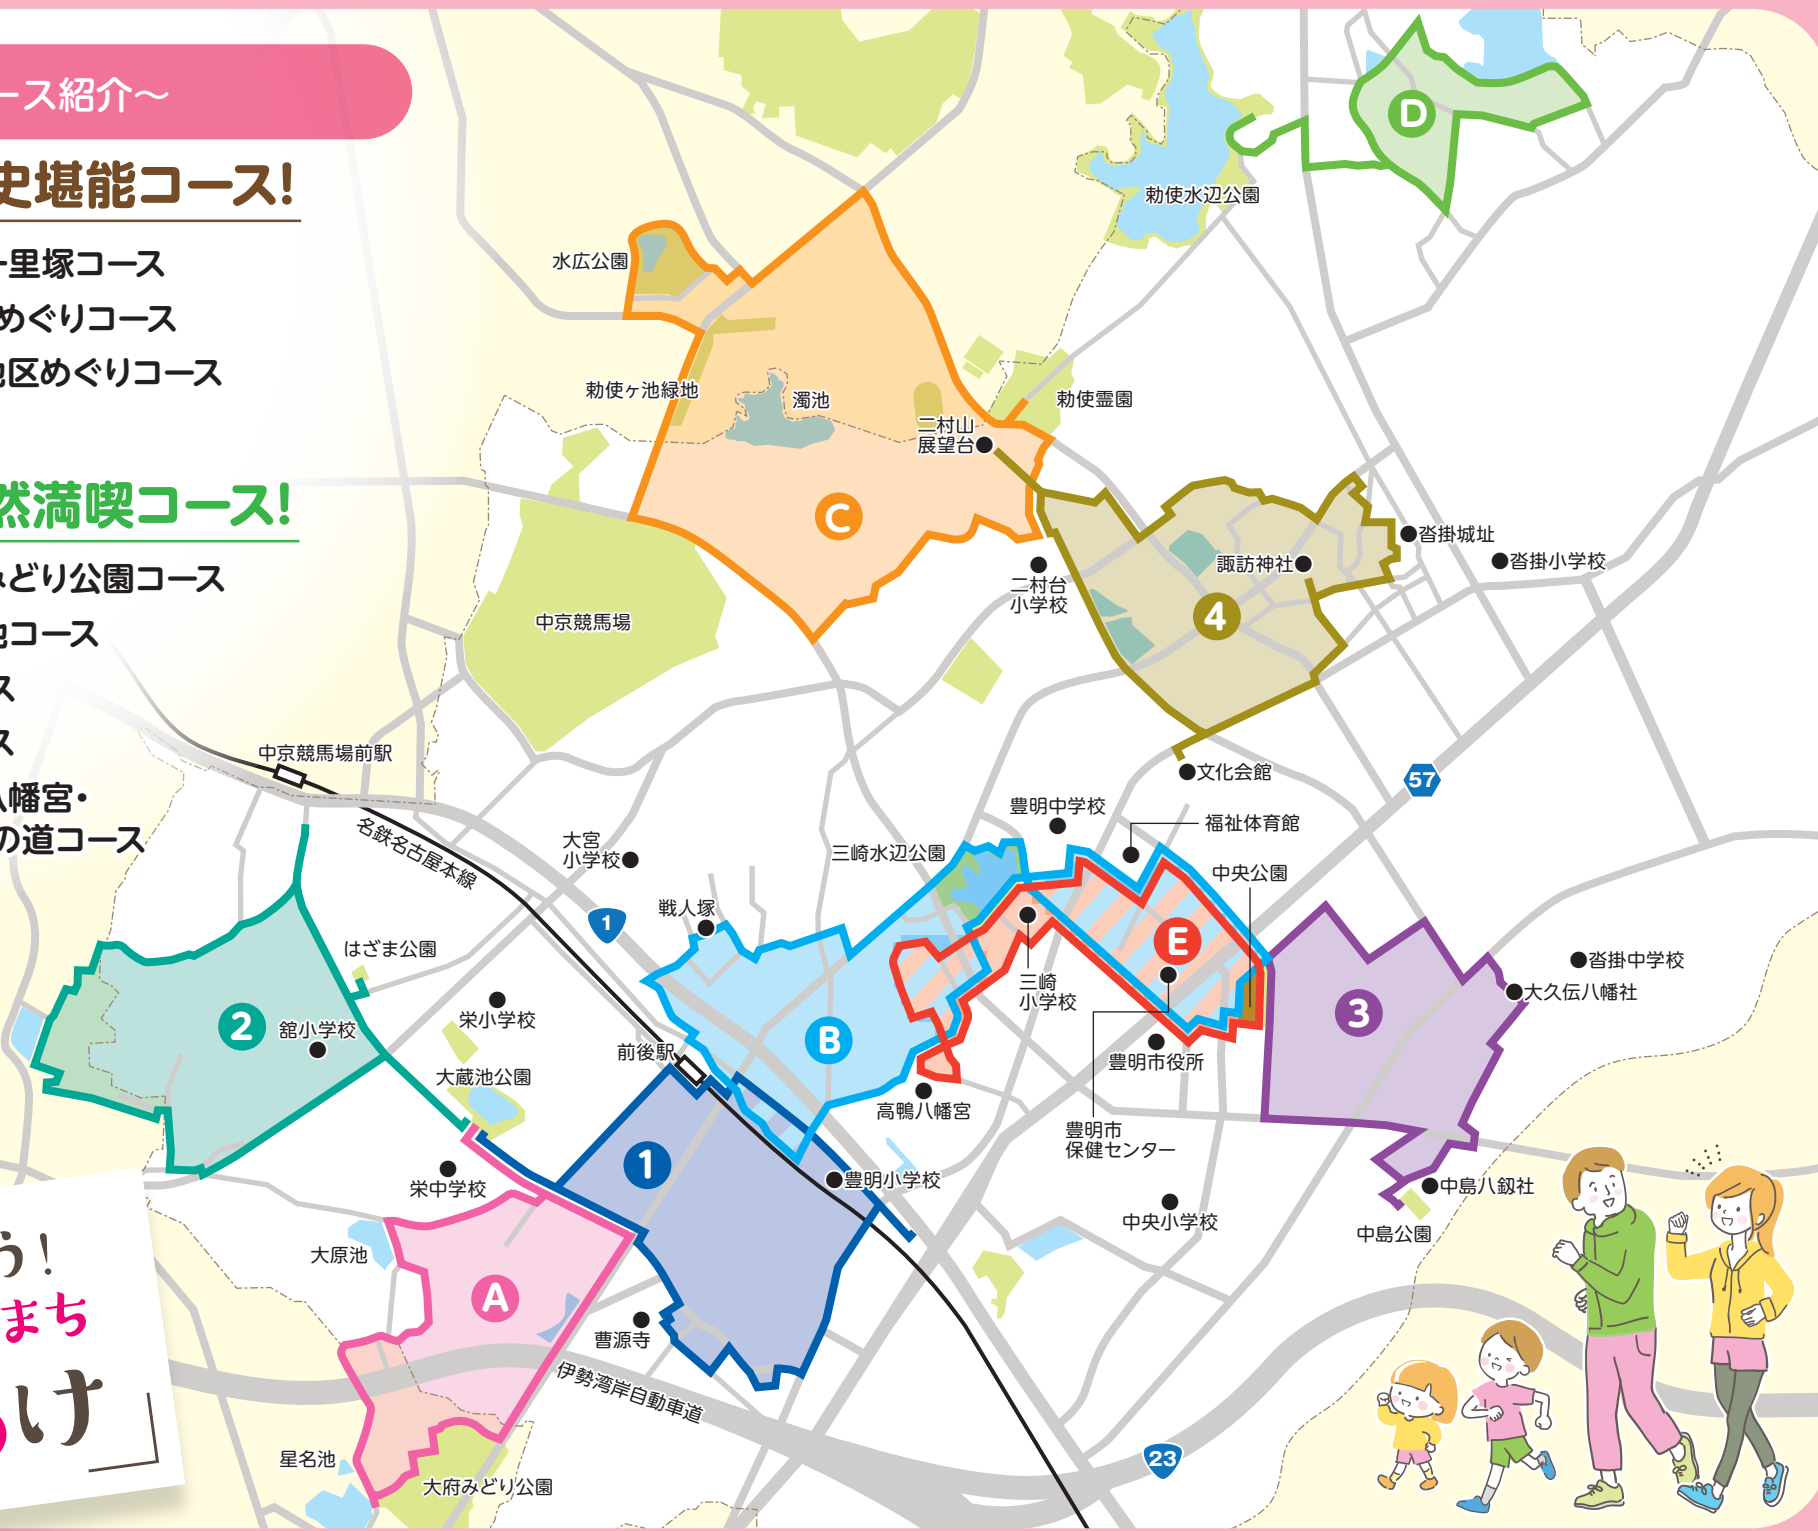 ース紹介～
史堪能コース!
一里塚コース
めぐりコース
地区めぐりコース
然満喫コース!
みどり公園コース
池コース
ス
ス
八幡宮・
の道コース
う!
まち
け」
水広公園
勅使ヶ池緑地
濁池
二村山
展望台
勅使霊園
勅使水辺公園
D
C
中京競馬場
二村台
小学校
諏訪神社
沓掛城址
沓掛小学校
4
文化会館
57
中京競馬場前駅
名鉄名古屋本線
大宮
小学校
1
戦人塚
三崎水辺公園
豊明中学校
福祉体育館
中央公園
E
三崎
小学校
豊明市役所
豊明市
保健センター
3
沓掛中学校
大久伝八幡社
中島八剱社
中島公園
はざま公園
2
舘小学校
栄小学校
前後駅
大蔵池公園
B
高鴨八幡宮
栄中学校
1
豊明小学校
中央小学校
大原池
A
曹源寺
伊勢湾岸自動車道
星名池
大府みどり公園
23